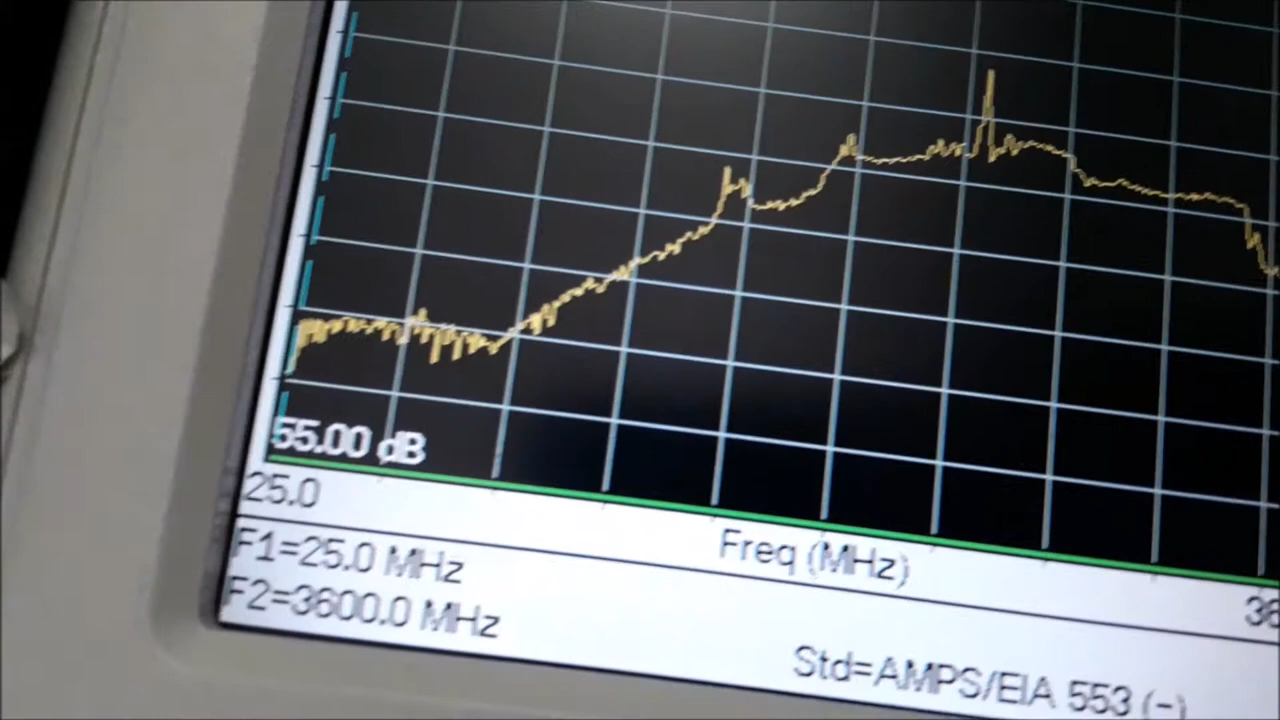 55.00 dB
25.0
Freq (MHz)
F1=25.0 MHz
F2=3600.0 MHz
Std=AMPS/EIA 553 (-)